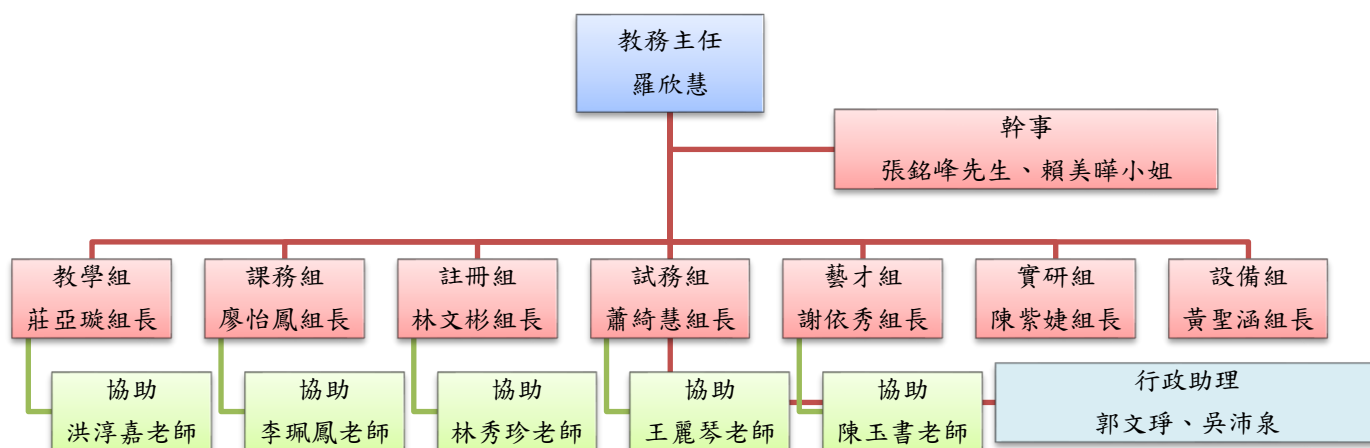 教務主任
羅欣慧
幹事
張銘峰先生、賴美曄小姐
教學組
莊亞璇組長
課務組
廖怡鳳組長
註冊組
林文彬組長
試務組
蕭綺慧組長
藝才組
謝依秀組長
實研組
陳紫婕組長
設備組
黃聖涵組長
協助
洪淳嘉老師
協助
李珮鳳老師
協助
林秀珍老師
協助
王麗琴老師
協助
陳玉書老師
行政助理
郭文琤、吳沛泉